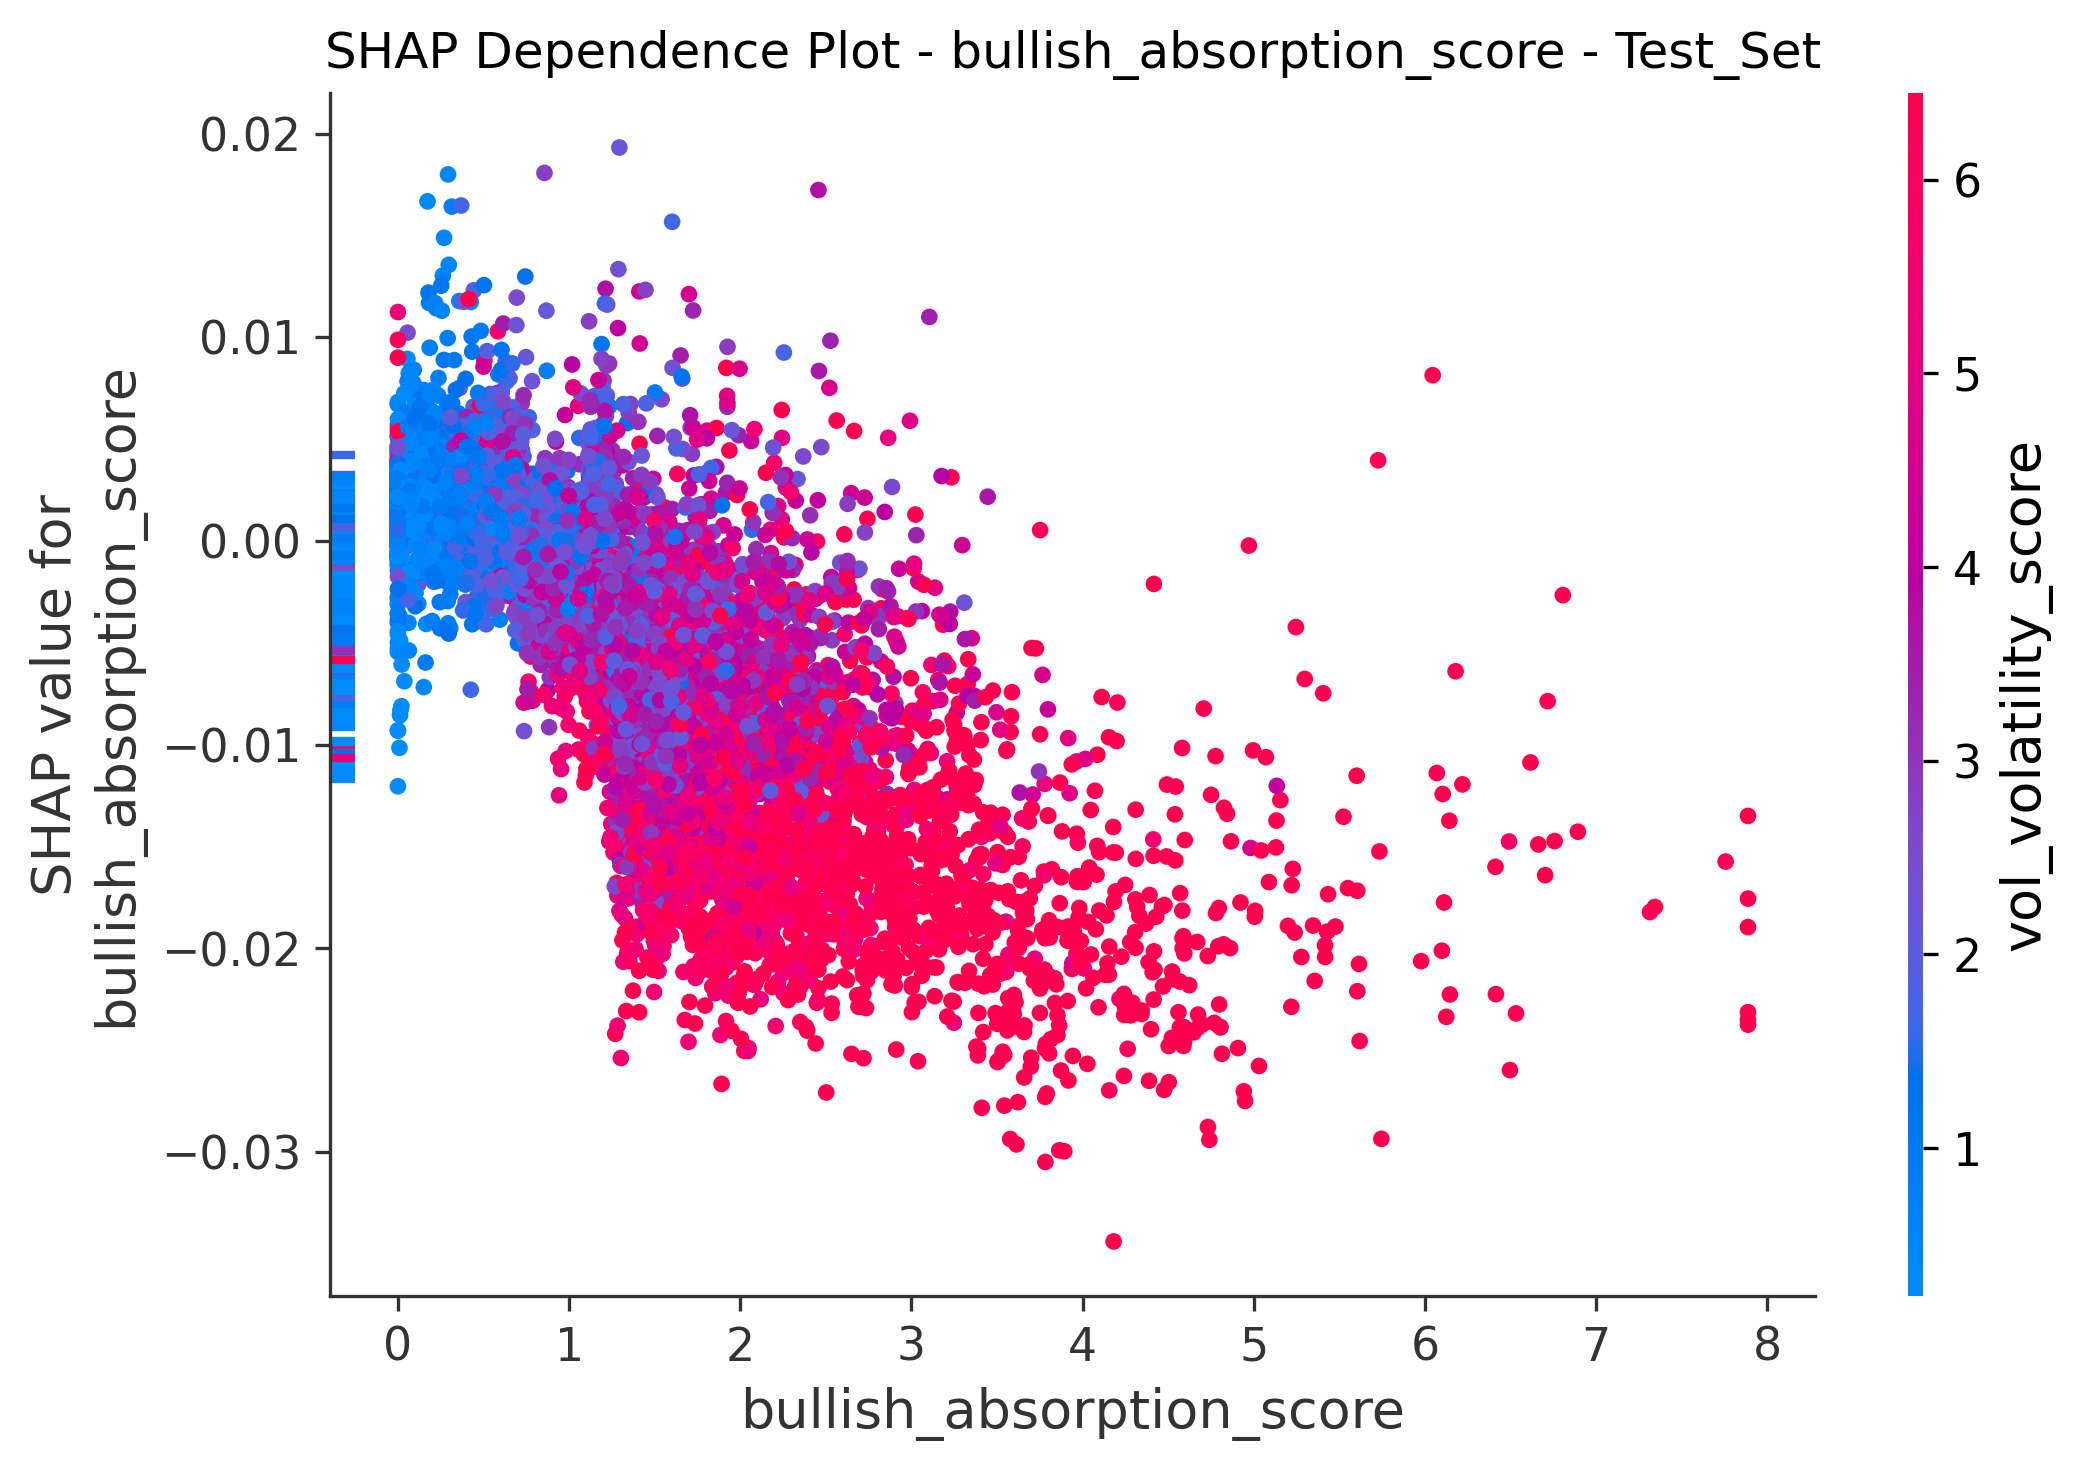 SHAP Dependence Plot - bullish_absorption_score - Test_Set
SHAP value for
bullish_absorption_score
0.02
0.01
0.00
−0.01
−0.02
−0.03
0 1 2 3 4 5 6 7 8
bullish_absorption_score
6
5
4
3
2
1
vol_volatility_score